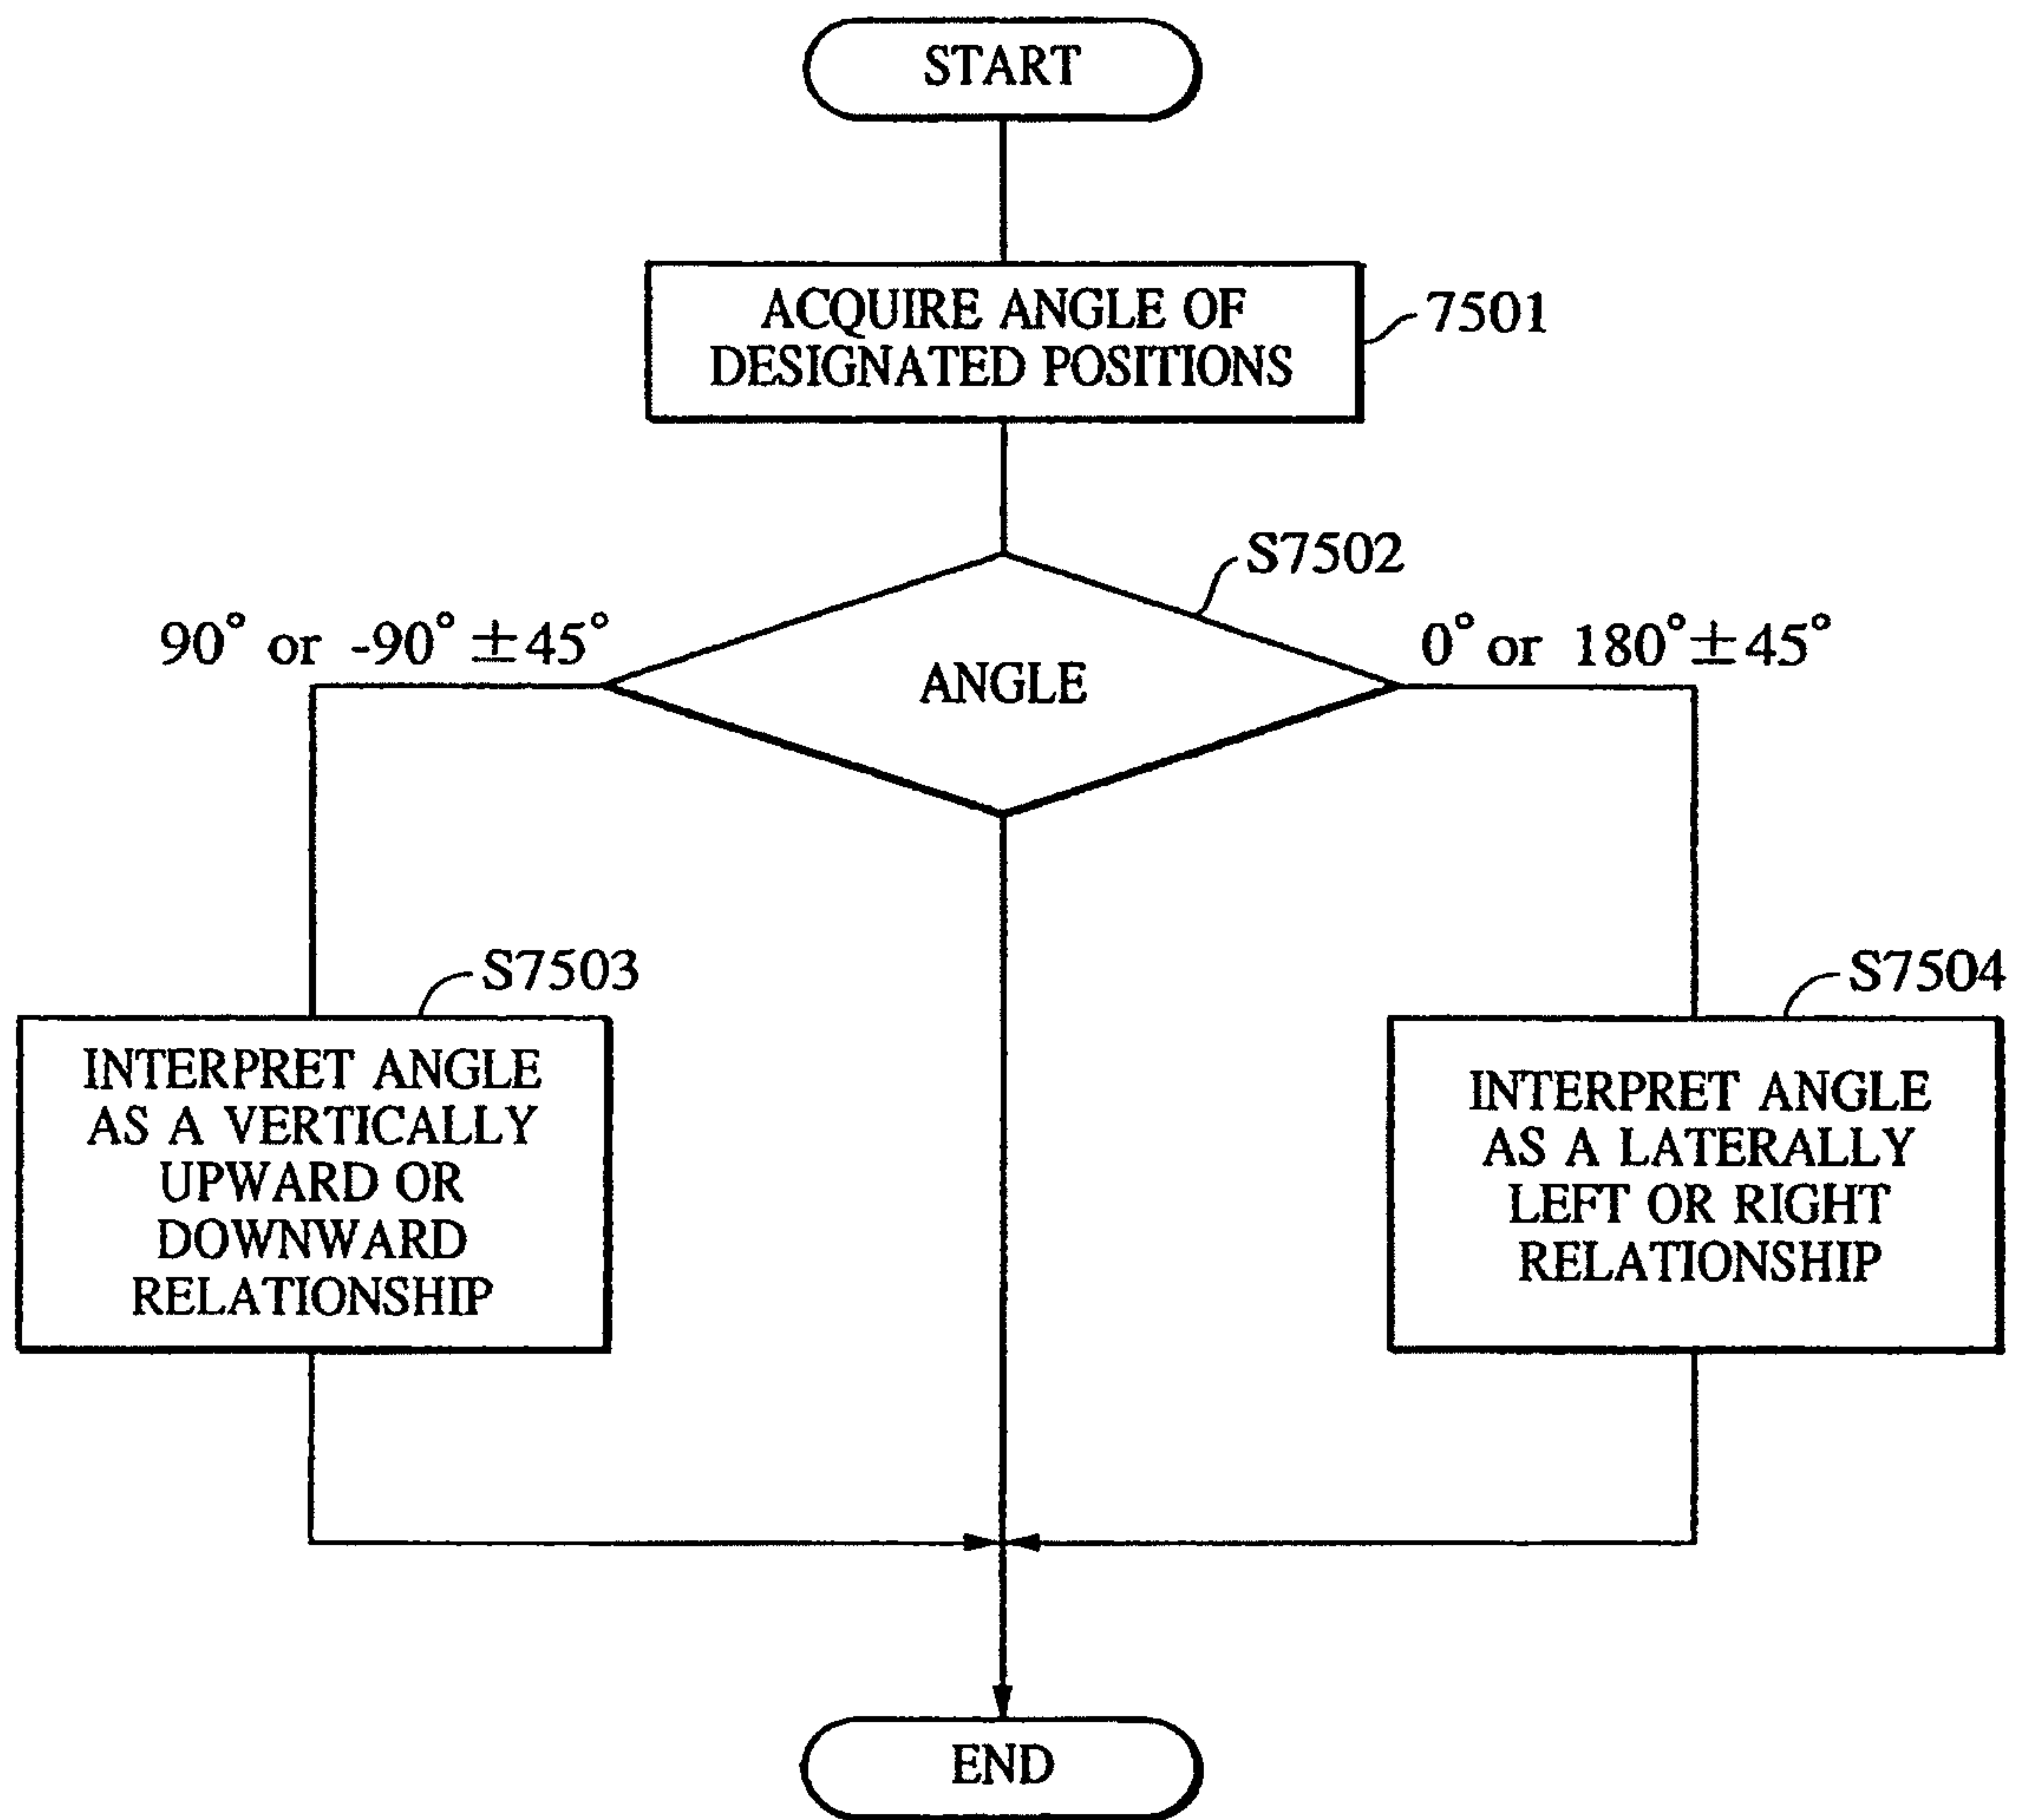 START
ACQUIRE ANGLE OF
DESIGNATED POSITIONS
7501
S7502
90° or -90° ±45°
ANGLE
0° or 180° ±45°
S7503
INTERPRET ANGLE
AS A VERTICALLY
UPWARD OR
DOWNWARD
RELATIONSHIP
S7504
INTERPRET ANGLE
AS A LATERALLY
LEFT OR RIGHT
RELATIONSHIP
END